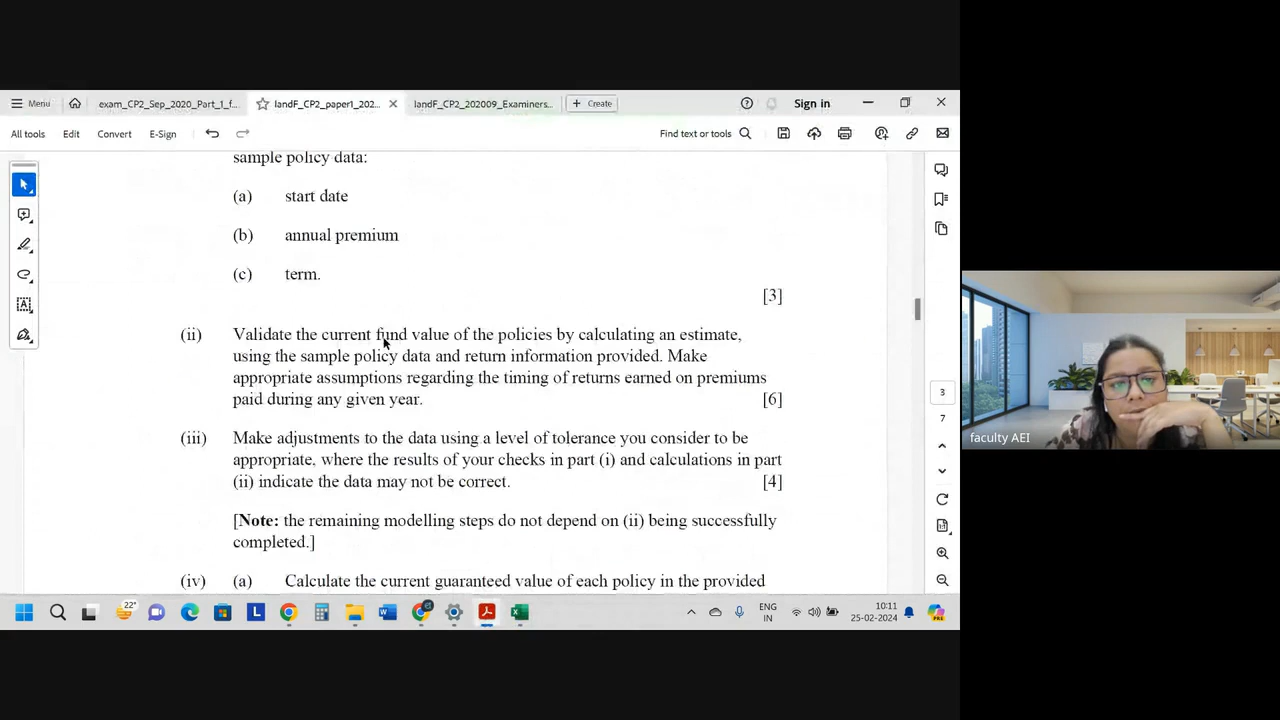 Menu
exam_CP2_Sep_2020_Part_1_f...
IandF_CP2_paper1_202...
IandF_CP2_202009_Examiners...
Create
Sign in
All tools
Edit
Convert
E-Sign
Find text or tools
sample policy data:
(a) start date
(b) annual premium
(c) term.
[3]
(ii) Validate the current fund value of the policies by calculating an estimate,
using the sample policy data and return information provided. Make
appropriate assumptions regarding the timing of returns earned on premiums
paid during any given year. [6]
(iii) Make adjustments to the data using a level of tolerance you consider to be
appropriate, where the results of your checks in part (i) and calculations in part
(ii) indicate the data may not be correct. [4]
[Note: the remaining modelling steps do not depend on (ii) being successfully
completed.]
(iv) (a) Calculate the current guaranteed value of each policy in the provided
3
7
faculty AEI
22°
ENG
IN
10:11
25-02-2024